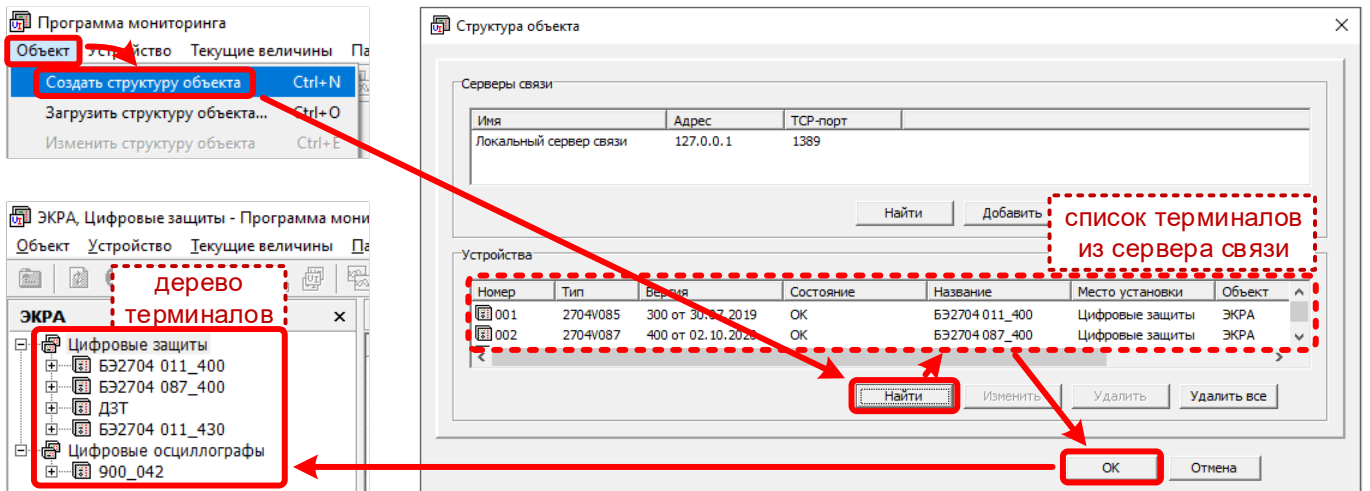 Программа мониторинга
Объект Устройство Текущие величины Па
Создать структуру объекта Ctrl+N
Загрузить структуру объекта... Ctrl+O
Изменить структуру объекта Ctrl+E
ЭКРА, Цифровые защиты - Программа мони
Объект Устройство Текущие величины Па
дерево
терминалов
ЭКРА
Цифровые защиты
БЭ2704 011_400
БЭ2704 087_400
ДЗТ
БЭ2704 011_430
Цифровые осциллографы
900_042
Структура объекта
Серверы связи
Имя Адрес TCP-порт
Локальный сервер связи 127.0.0.1 1389
Найти Добавить
список терминалов
из сервера связи
Устройства
Номер Тип Версия Состояние Название Место установки Объект
001 2704V085 300 от 30.07.2019 OK БЭ2704 011_400 Цифровые защиты ЭКРА
002 2704V087 400 от 02.10.2020 OK БЭ2704 087_400 Цифровые защиты ЭКРА
Найти Изменить Удалить Удалить все
OK Отмена